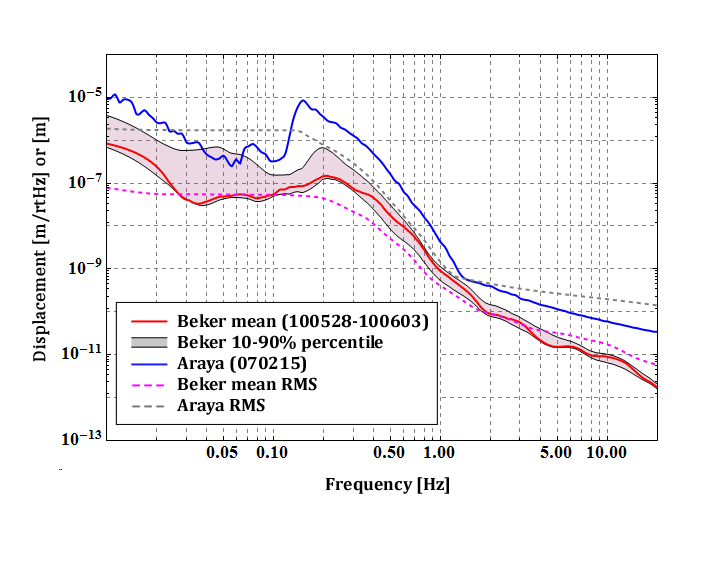 10⁻⁵
10⁻⁷
10⁻⁹
10⁻¹¹
10⁻¹³
Displacement [m/rtHz] or [m]
Beker mean (100528-100603)
Beker 10-90% percentile
Araya (070215)
Beker mean RMS
Araya RMS
0.05 0.10 0.50 1.00 5.00 10.00
Frequency [Hz]